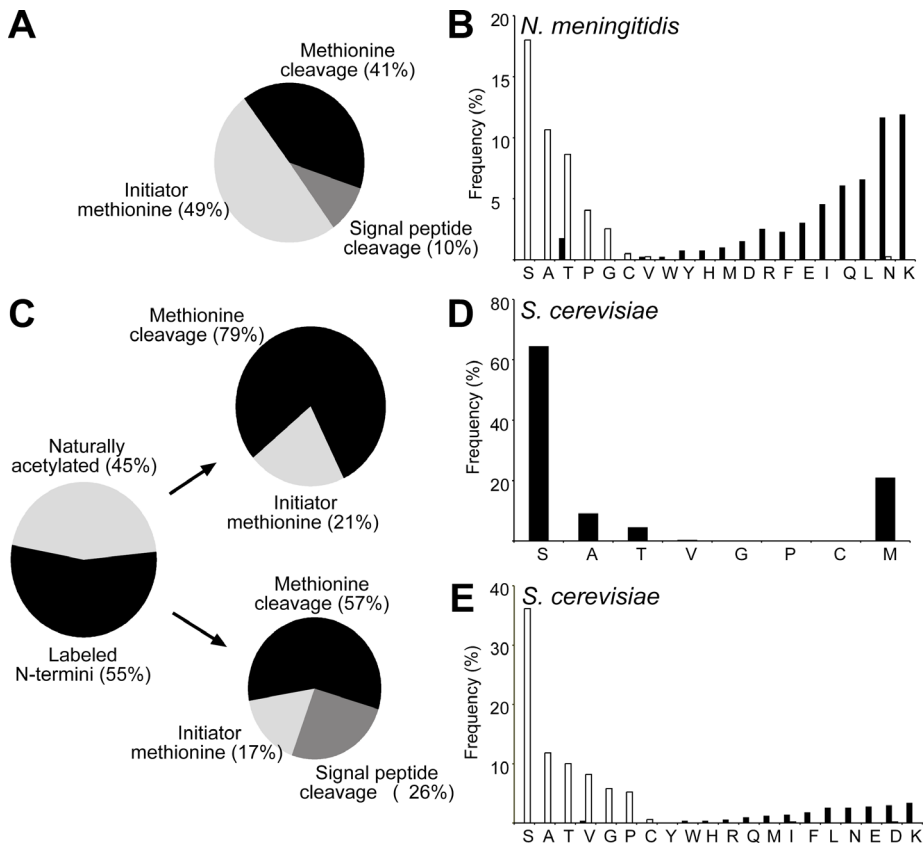 A
Methionine
cleavage (41%)
Initiator
methionine (49%)
Signal peptide
cleavage (10%)
B
N. meningitidis
Frequency (%)
20
15
10
5
S A T P G C V W Y H M D R F E I Q L N K
C
Methionine
cleavage (79%)
Naturally
acetylated (45%)
Initiator
methionine (21%)
Labeled
N-termini (55%)
Methionine
cleavage (57%)
Initiator
methionine (17%)
Signal peptide
cleavage ( 26%)
D
S. cerevisiae
Frequency (%)
80
60
40
20
S A T V G P C M
E
S. cerevisiae
Frequency (%)
40
30
20
10
S A T V G P C Y W H R Q M I F L N E D K